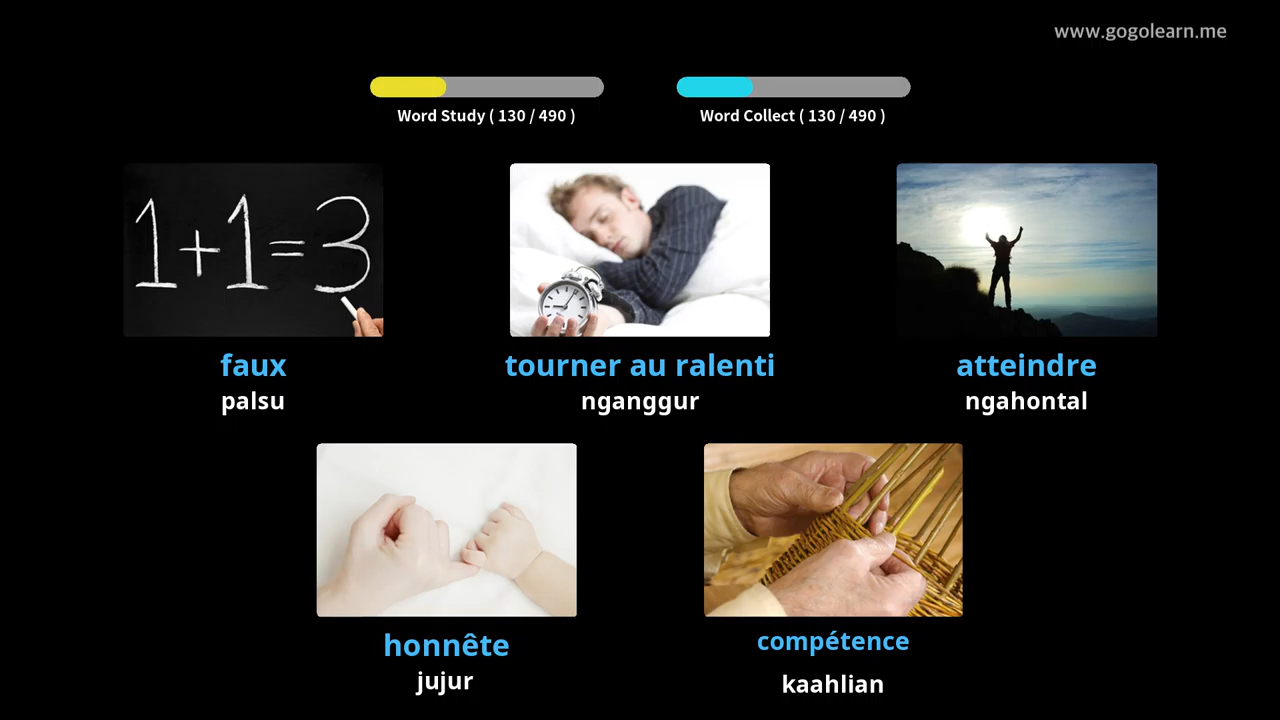 www.gogolearn.me
Word Study ( 130 / 490 )
Word Collect ( 130 / 490 )
1+1=3
faux
palsu
tourner au ralenti
nganggur
atteindre
ngahontal
honnête
jujur
compétence
kaahlian